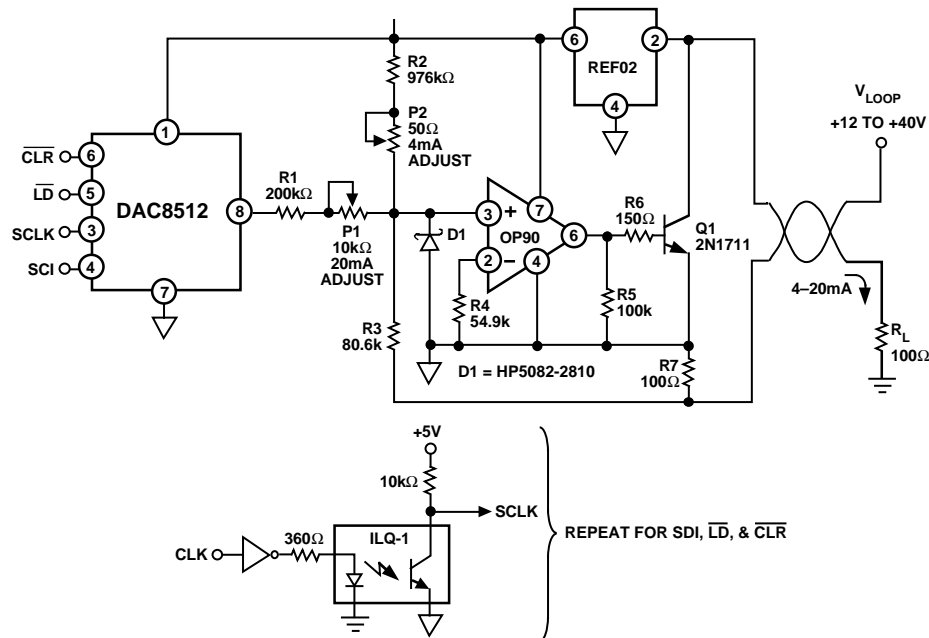 6
2
REF02
4
R2
976kΩ
P2
50Ω
4mA
ADJUST
V LOOP
+12 TO +40V
1
CLR
6
LD
5
SCLK
3
SCI
4
DAC8512
8
7
R1
200kΩ
P1
10kΩ
20mA
ADJUST
D1
3
+
7
OP90
6
2
–
4
R6
150Ω
Q1
2N1711
R4
54.9k
R5
100k
R3
80.6k
D1 = HP5082-2810
R7
100Ω
4–20mA
RL
100Ω
+5V
10kΩ
SCLK
CLK
360Ω
ILQ-1
REPEAT FOR SDI, LD, & CLR